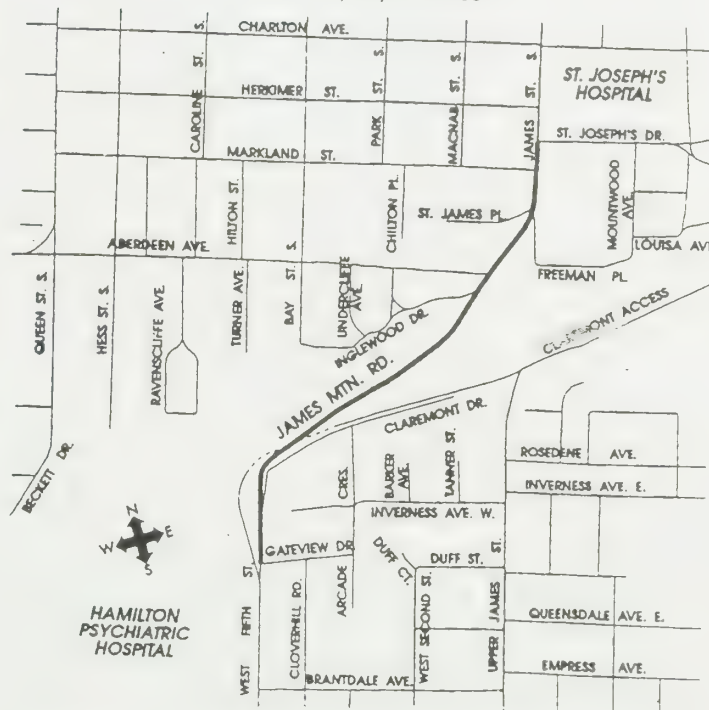 CHARLTON AVE.
CAROLINE ST. S.
HERKIMER ST.
PARK ST. S.
MACNAB ST. S.
JAMES ST. S.
ST. JOSEPH'S
HOSPITAL
ST. JOSEPH'S DR.
MARKLAND ST.
HILTON ST.
CHILTON PL.
ST. JAMES PL.
MOUNTWOOD
AVE.
LOUISA AVE
ABERDEEN AVE.
FREEMAN PL.
QUEEN ST. S.
HESS ST. S.
RAVENSCLIFFE AVE.
TURNER AVE.
BAY ST. S.
UNDERCLIFFE
AVE.
INGLEWOOD DR.
CLAREMONT ACCESS
JAMES MTN. RD.
CLAREMONT DR.
BECKETT DR.
ROSEDENE AVE.
INVERNESS AVE. E.
BARKER
AVE.
TANNER ST.
INVERNESS AVE. W.
N
W E
S
GATEVIEW DR.
ARCADE CRES.
DUFF CT.
DUFF ST.
HAMILTON
PSYCHIATRIC
HOSPITAL
WEST FIFTH ST.
CLOVERHILL RD.
WEST SECOND ST.
UPPER JAMES ST.
QUEENSDALE AVE. E.
EMPRESS AVE.
BRANTDALE AVE.